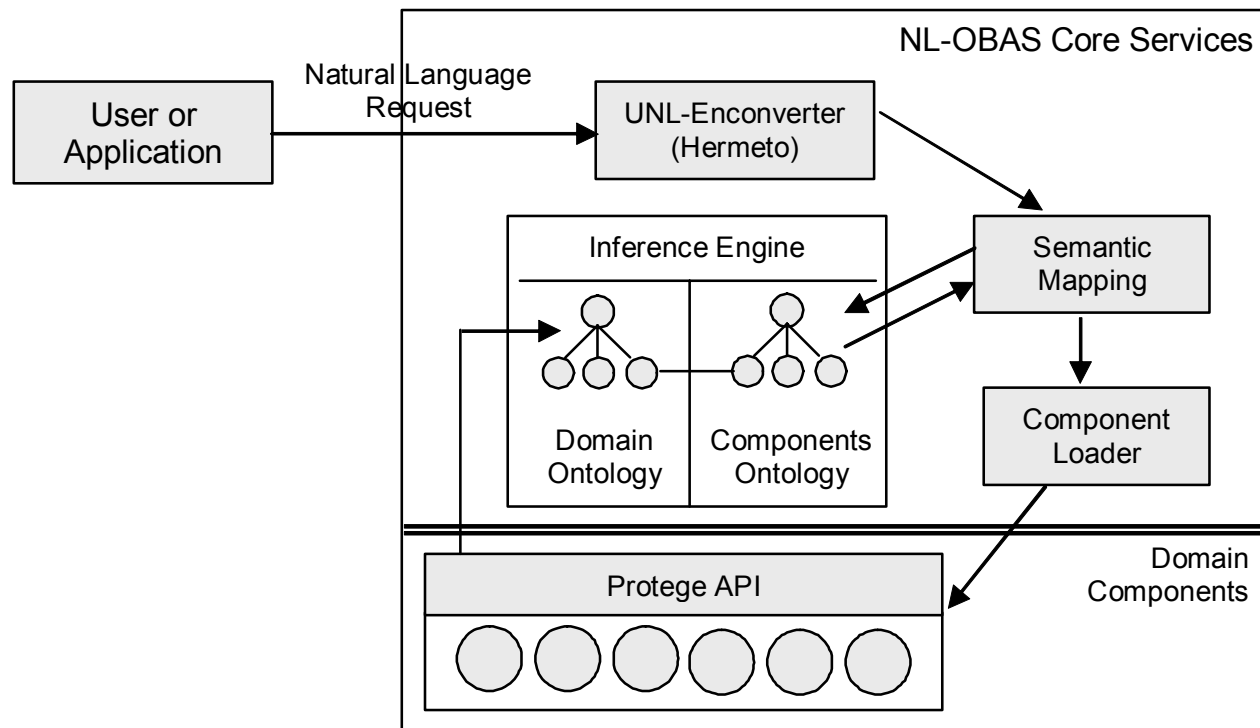 NL-OBAS Core Services
Natural Language
Request
User or
Application
UNL-Enconverter
(Hermeto)
Inference Engine
Semantic
Mapping
Domain
Ontology
Components
Ontology
Component
Loader
Domain
Components
Protege API